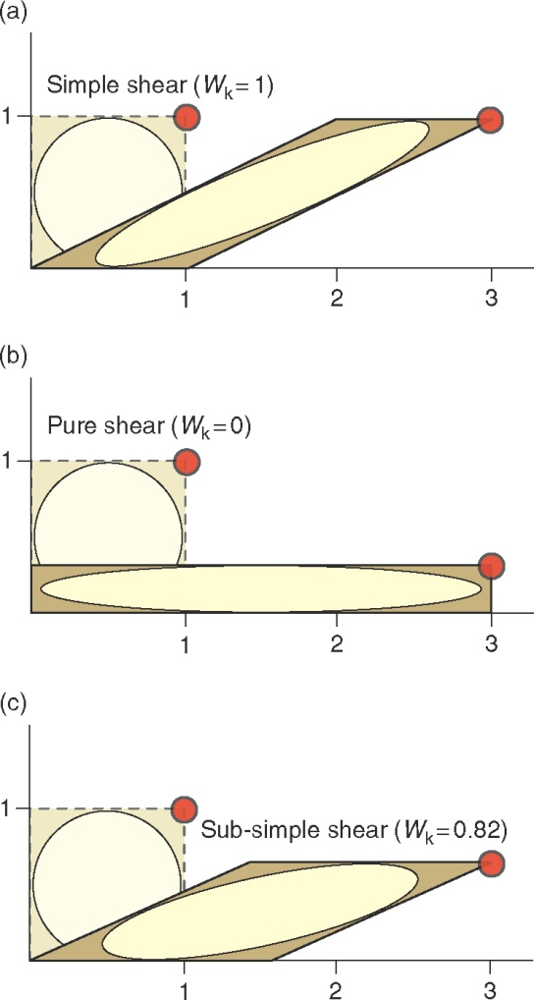 (a)
Simple shear (Wk = 1)
1
1 2 3
(b)
Pure shear (Wk = 0)
1
1 2 3
(c)
1
Sub-simple shear (Wk = 0.82)
1 2 3